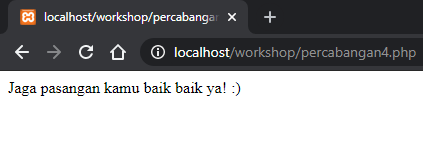 localhost/workshop/percabangan
localhost/workshop/percabangan4.php
Jaga pasangan kamu baik baik ya! :)